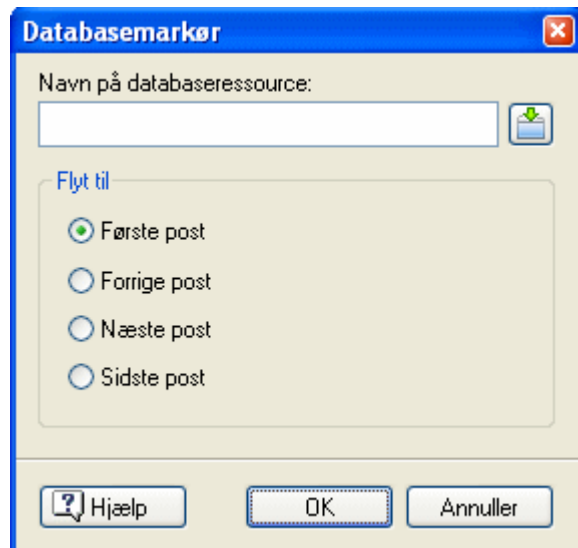 Databasemarkør
Navn på databaseressource:
Flyt til
Første post
Forrige post
Næste post
Sidste post
Hjælp OK Annuller